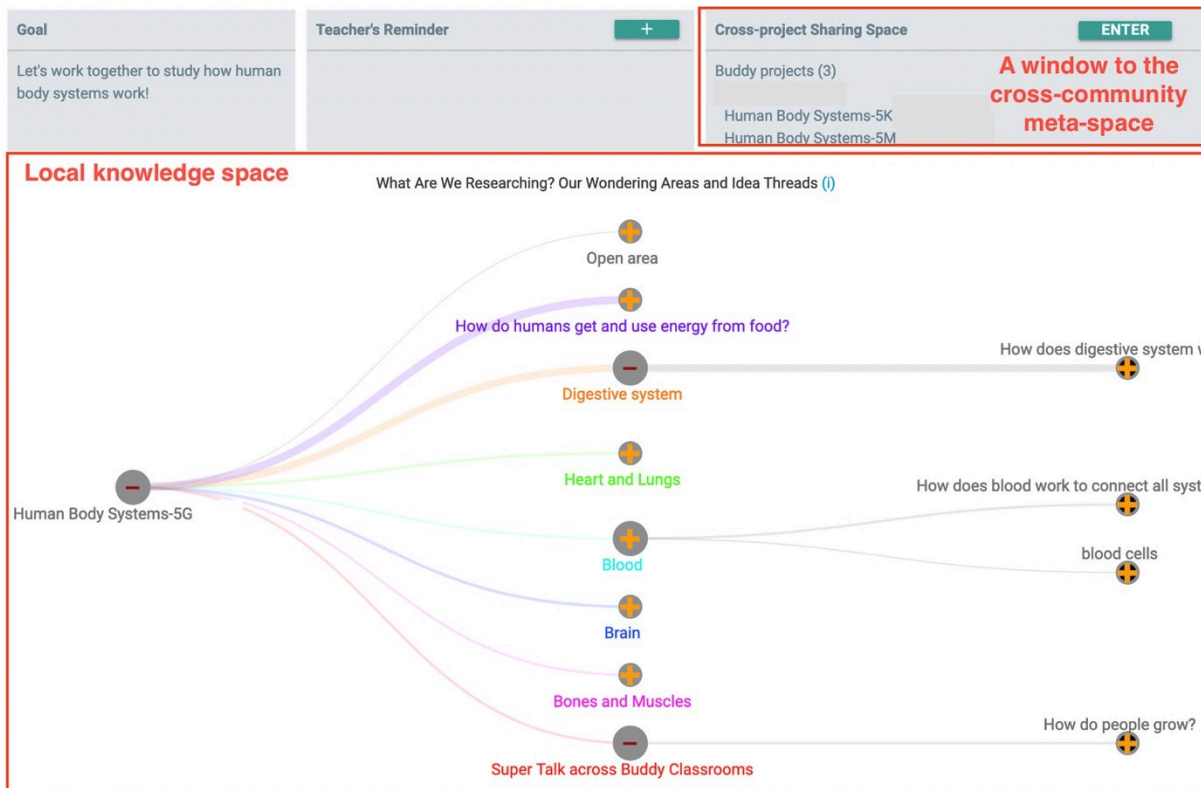 Goal
Let's work together to study how human
body systems work!
Teacher's Reminder
+
Cross-project Sharing Space
ENTER
Buddy projects (3)
Human Body Systems-5K
Human Body Systems-5M
A window to the
cross-community
meta-space
Local knowledge space
What Are We Researching? Our Wondering Areas and Idea Threads (i)
Open area
How do humans get and use energy from food?
Digestive system
How does digestive system w
Heart and Lungs
How does blood work to connect all syst
Human Body Systems-5G
Blood
blood cells
Brain
Bones and Muscles
How do people grow?
Super Talk across Buddy Classrooms